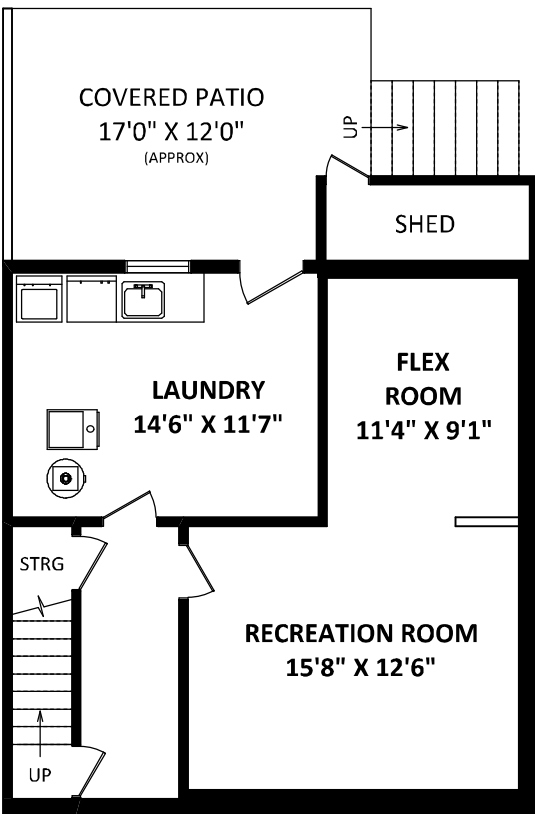 COVERED PATIO
17'0" X 12'0"
(APPROX)
UP
SHED
FLEX
ROOM
11'4" X 9'1"
LAUNDRY
14'6" X 11'7"
STRG
RECREATION ROOM
15'8" X 12'6"
UP